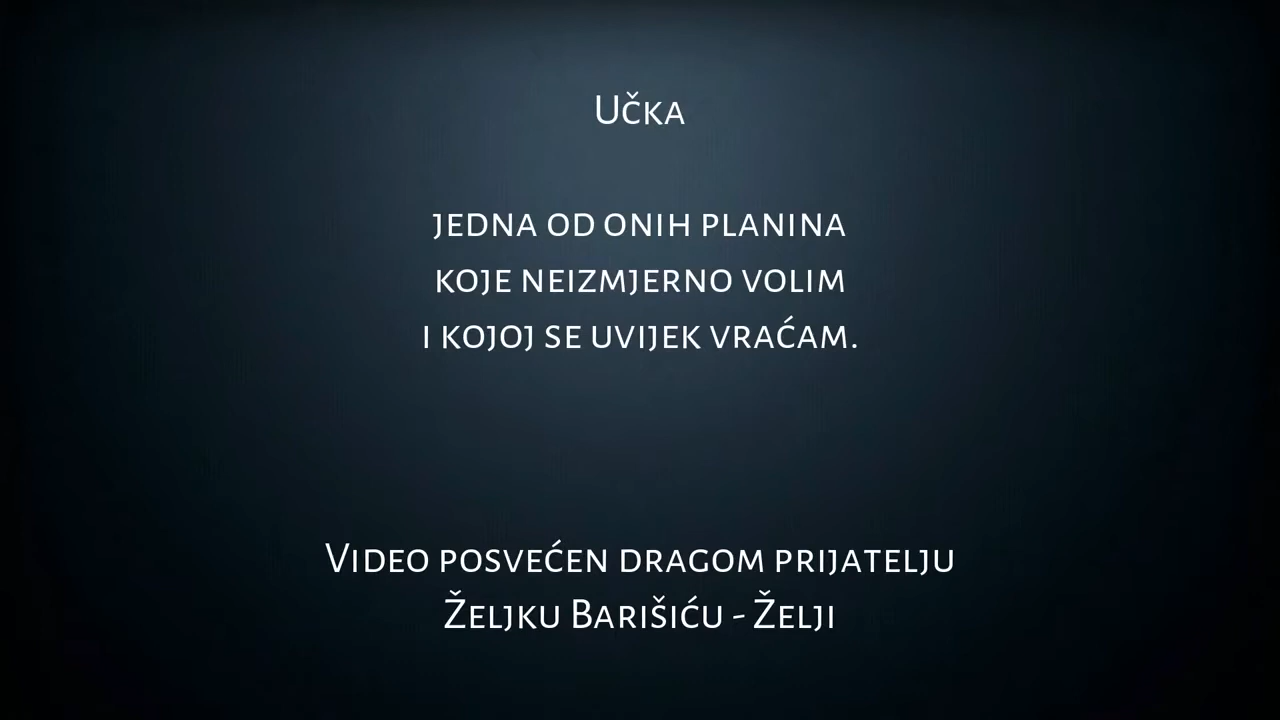 Učka
jedna od onih planina
koje neizmjerno volim
i kojoj se uvijek vraćam.
Video posvećen dragom prijatelju
Željku Barišiću - Želji